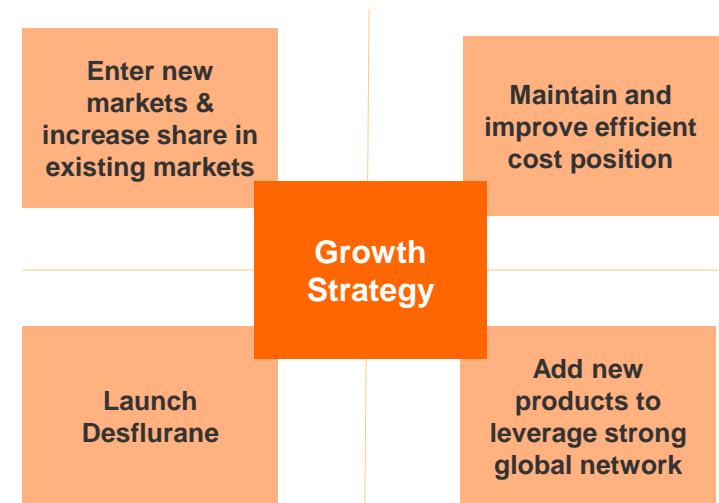 Enter new
markets &
increase share in
existing markets
Maintain and
improve efficient
cost position
Growth
Strategy
Launch
Desflurane
Add new
products to
leverage strong
global network